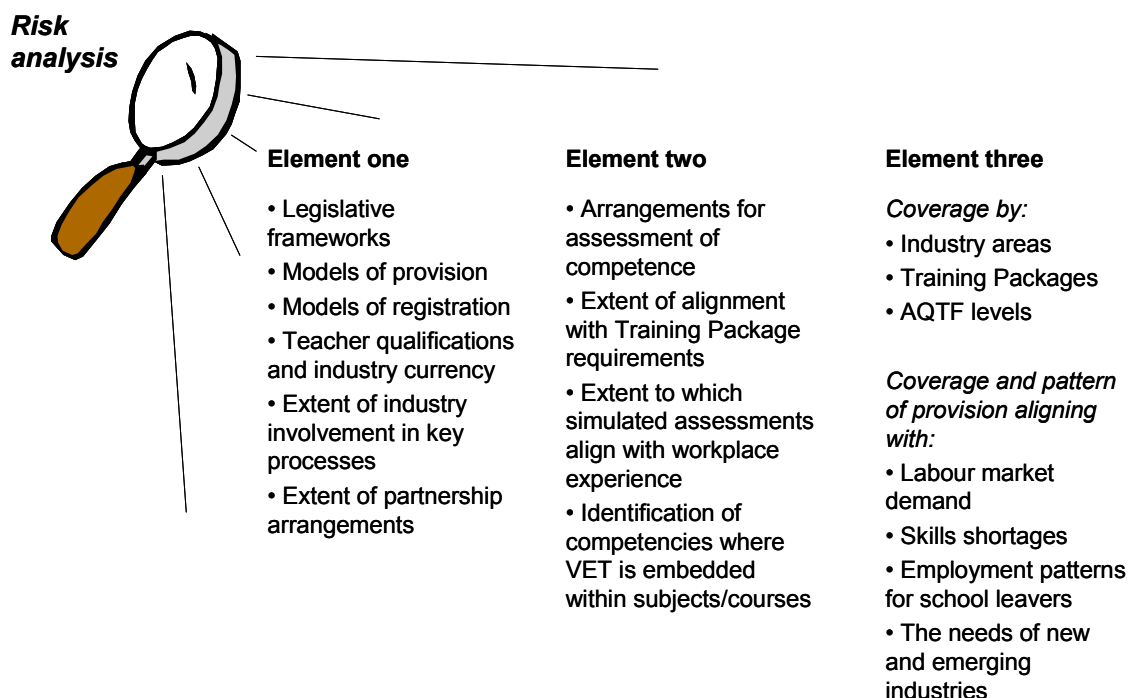 Risk
analysis
Element one
• Legislative
frameworks
• Models of provision
• Models of registration
• Teacher qualifications
and industry currency
• Extent of industry
involvement in key
processes
• Extent of partnership
arrangements
Element two
• Arrangements for
assessment of
competence
• Extent of alignment
with Training Package
requirements
• Extent to which
simulated assessments
align with workplace
experience
• Identification of
competencies where
VET is embedded
within subjects/courses
Element three
Coverage by:
• Industry areas
• Training Packages
• AQTF levels
Coverage and pattern
of provision aligning
with:
• Labour market
demand
• Skills shortages
• Employment patterns
for school leavers
• The needs of new
and emerging
industries